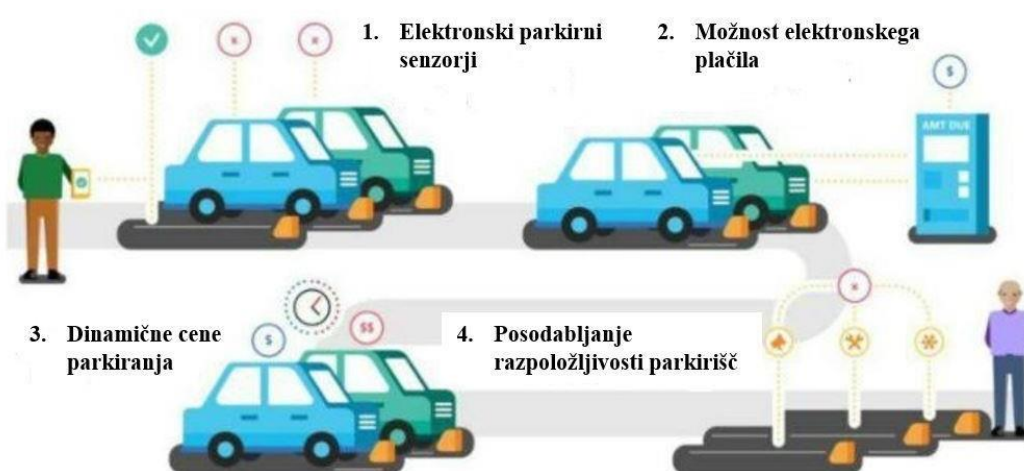 1. Elektronski parkirni
senzorji
2. Možnost elektronskega
plačila
$
AMT DUE
3. Dinamične cene
parkiranja
$
$$
4. Posodabljanje
razpoložljivosti parkirišč